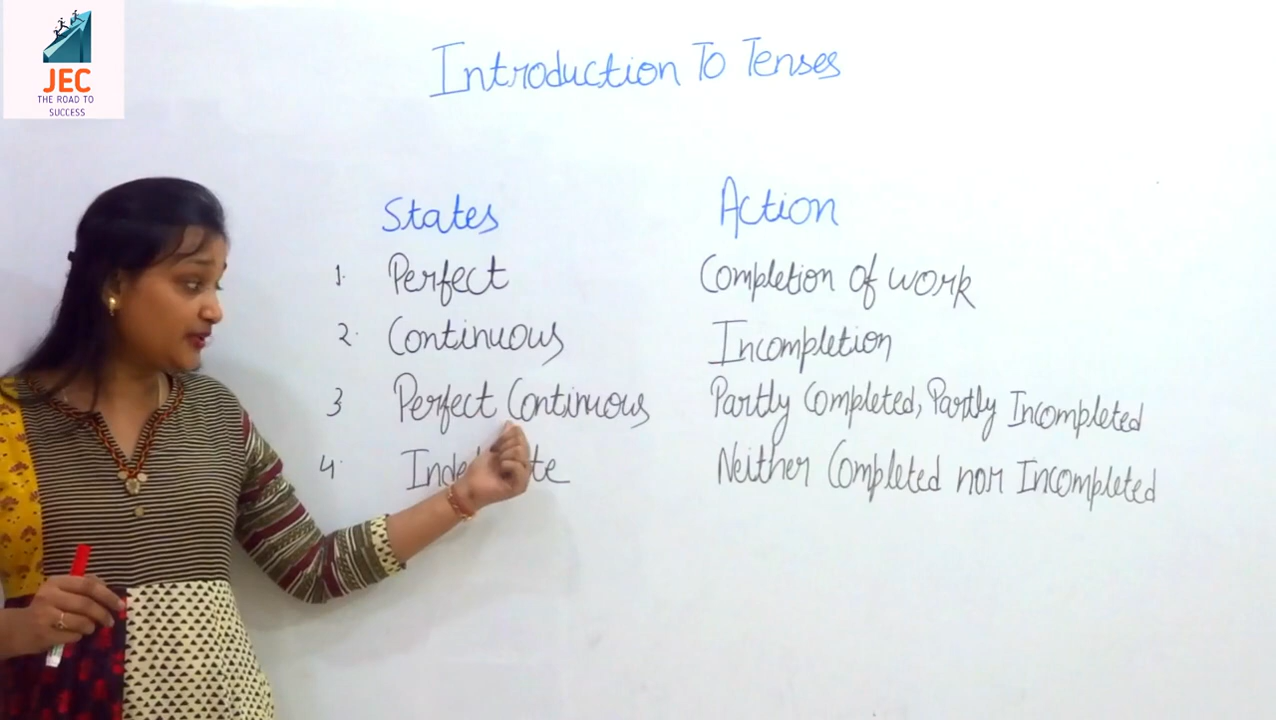 JEC
THE ROAD TO
SUCCESS
Introduction To Tenses
States Action
1. Perfect Completion of work
2. Continuous Incompletion
3 Perfect Continuous Partly Completed, Partly Incompleted
4. Neither Completed nor Incompleted